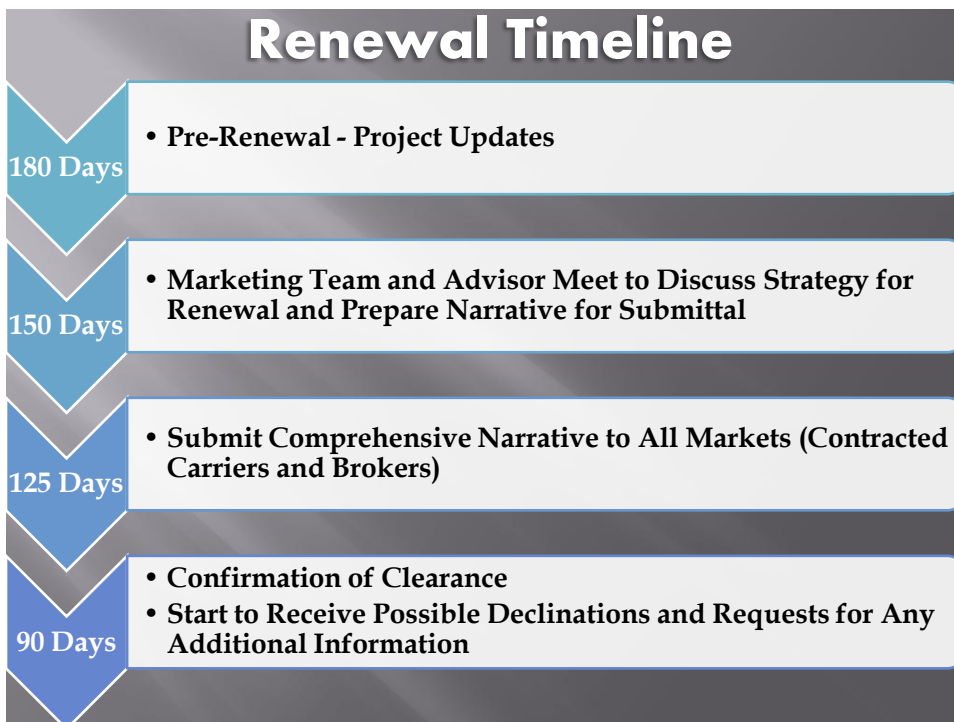 Renewal Timeline
180 Days
• Pre-Renewal - Project Updates
150 Days
• Marketing Team and Advisor Meet to Discuss Strategy for
Renewal and Prepare Narrative for Submittal
125 Days
• Submit Comprehensive Narrative to All Markets (Contracted
Carriers and Brokers)
90 Days
• Confirmation of Clearance
• Start to Receive Possible Declinations and Requests for Any
Additional Information